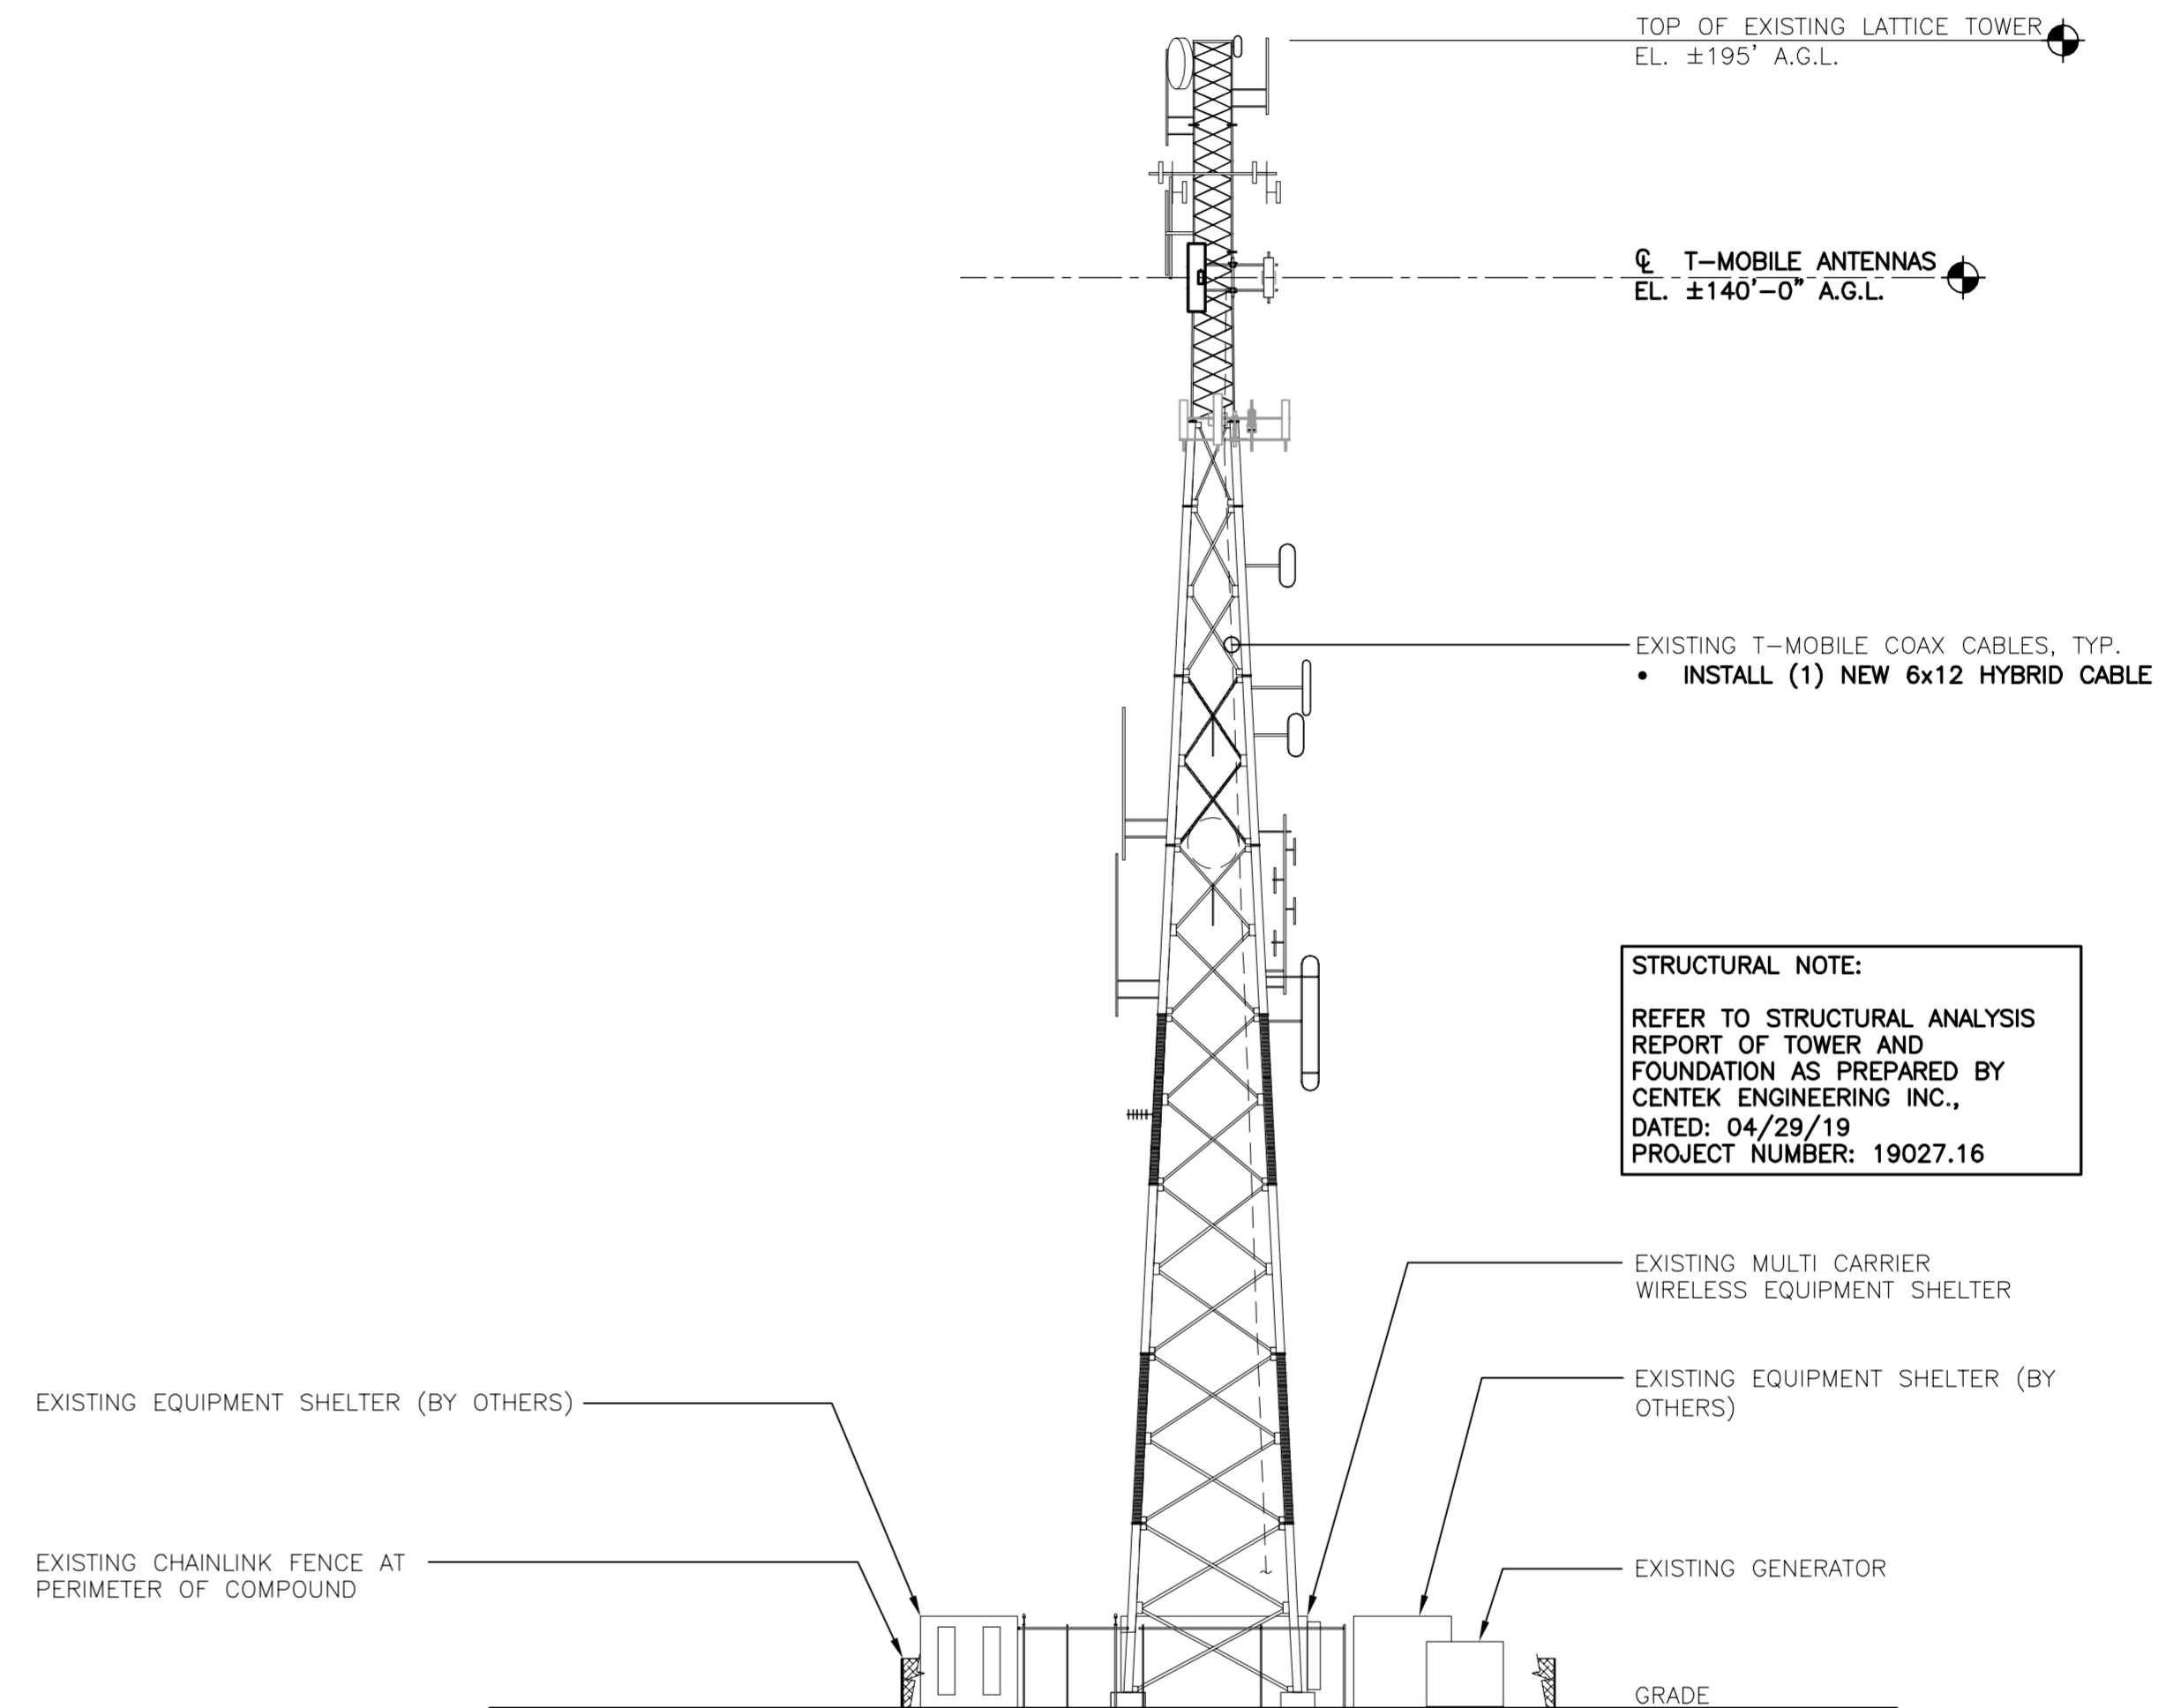 TOP OF EXISTING LATTICE TOWER
EL. ±195' A.G.L.
℄ T-MOBILE ANTENNAS
EL. ±140'-0" A.G.L.
EXISTING T-MOBILE COAX CABLES, TYP.
• INSTALL (1) NEW 6x12 HYBRID CABLE
STRUCTURAL NOTE:
REFER TO STRUCTURAL ANALYSIS
REPORT OF TOWER AND
FOUNDATION AS PREPARED BY
CENTEK ENGINEERING INC.,
DATED: 04/29/19
PROJECT NUMBER: 19027.16
EXISTING MULTI CARRIER
WIRELESS EQUIPMENT SHELTER
EXISTING EQUIPMENT SHELTER (BY
OTHERS)
EXISTING EQUIPMENT SHELTER (BY OTHERS)
EXISTING CHAINLINK FENCE AT
PERIMETER OF COMPOUND
EXISTING GENERATOR
GRADE